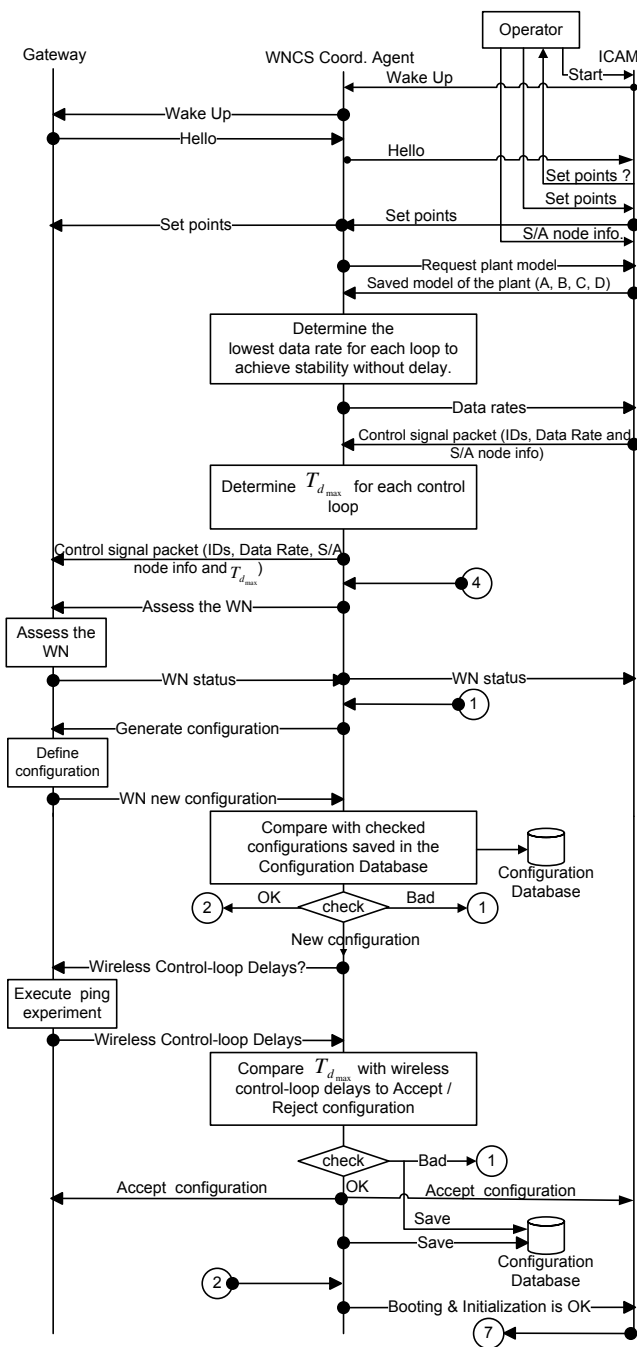 Operator
Gateway
WNCS Coord. Agent
ICAM
Start
Wake Up
Wake Up
Hello
Hello
Set points ?
Set points
Set points
Set points
S/A node info.
Request plant model
Saved model of the plant (A, B, C, D)
Determine the
lowest data rate for each loop to
achieve stability without delay.
Data rates
Control signal packet (IDs, Data Rate and
S/A node info)
Determine T_{d_max} for each control
loop
Control signal packet (IDs, Data Rate, S/A
node info and T_{d_max})
4
Assess the WN
Assess the
WN
WN status
WN status
1
Generate configuration
Define
configuration
WN new configuration
Compare with checked
configurations saved in the
Configuration Database
Configuration
Database
2
OK
check
Bad
1
New configuration
Wireless Control-loop Delays?
Execute ping
experiment
Wireless Control-loop Delays
Compare T_{d_max} with wireless
control-loop delays to Accept /
Reject configuration
check
Bad
1
Accept configuration
OK
Accept configuration
Save
Save
Configuration
Database
2
Booting & Initialization is OK
7